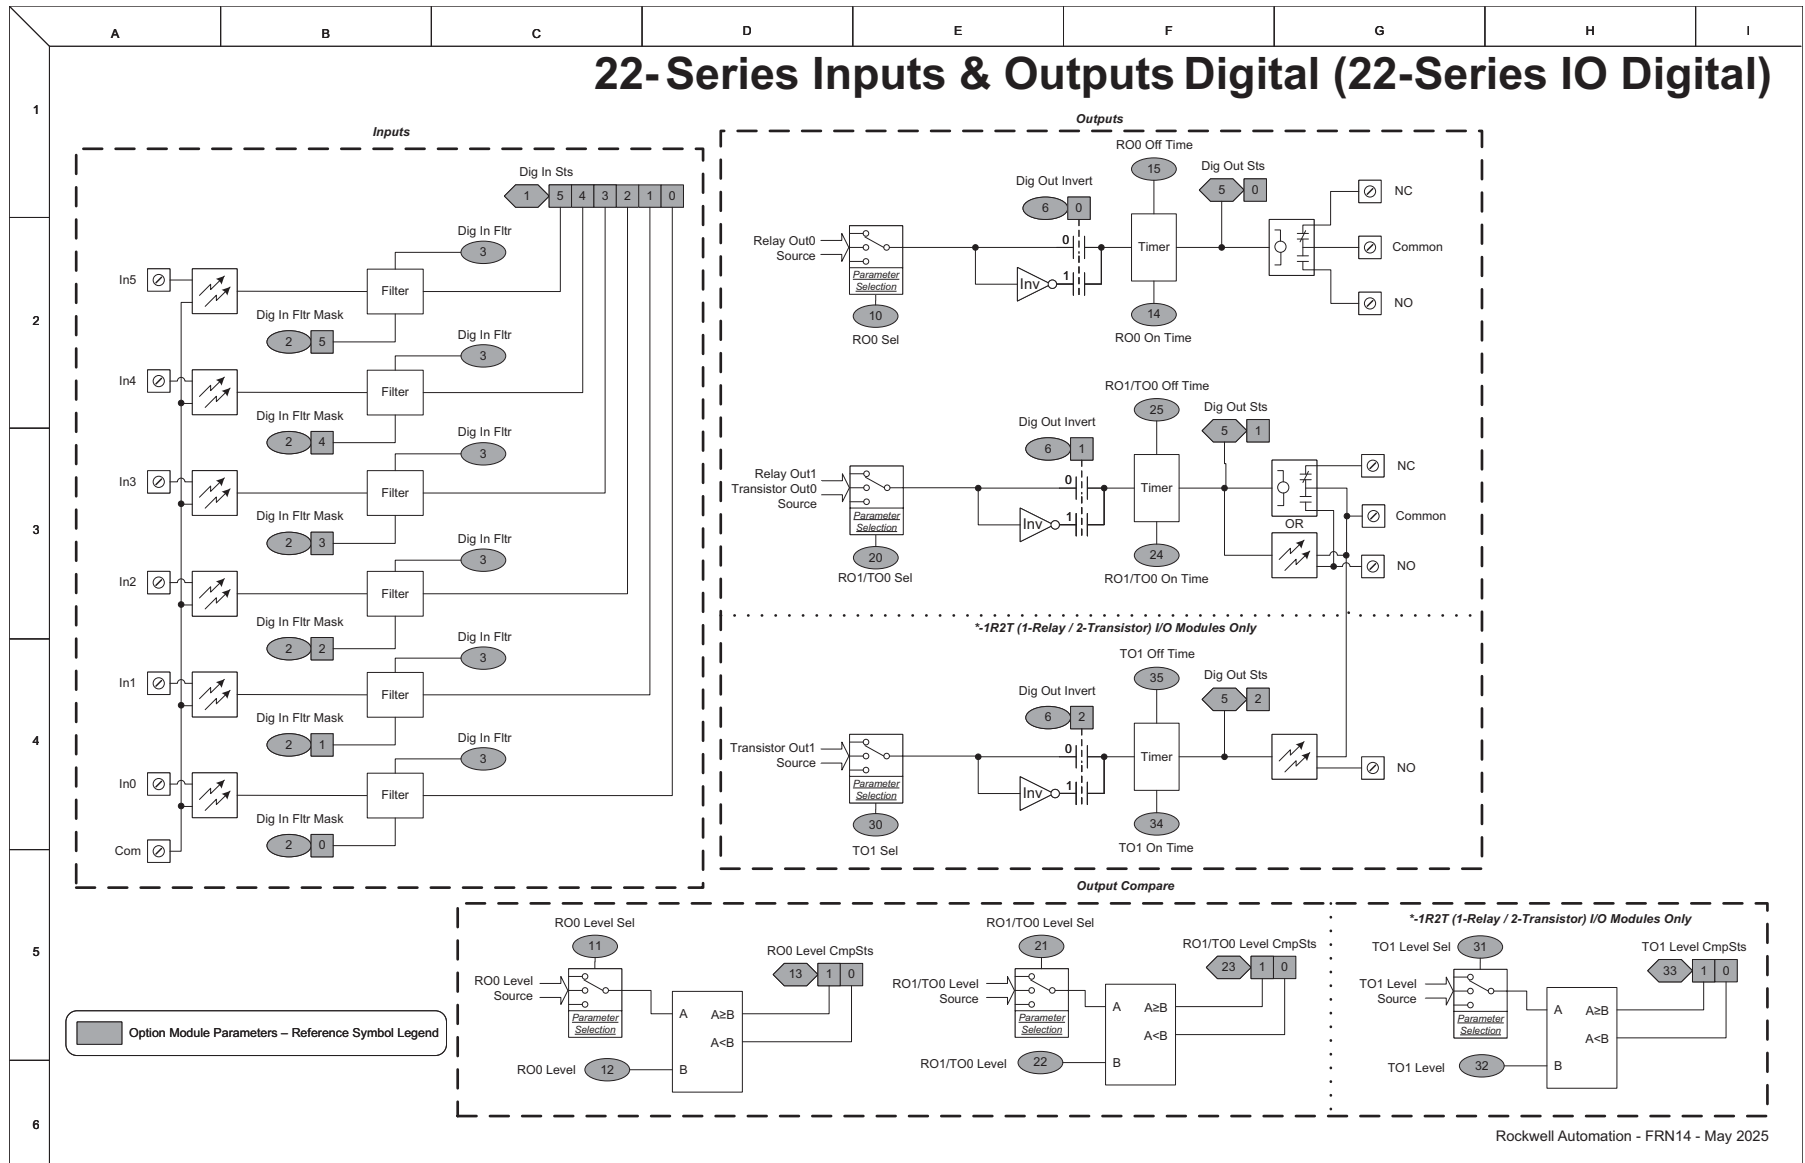 A B C D E F G H I
1
2
3
4
5
6
22-Series Inputs & Outputs Digital (22-Series IO Digital)
Inputs
Dig In Sts
1 5 4 3 2 1 0
Dig In Fltr
3
In5
Filter
Dig In Fltr Mask
2 5
Dig In Fltr
3
In4
Filter
Dig In Fltr Mask
2 4
Dig In Fltr
3
In3
Filter
Dig In Fltr Mask
2 3
Dig In Fltr
3
In2
Filter
Dig In Fltr Mask
2 2
Dig In Fltr
3
In1
Filter
Dig In Fltr Mask
2 1
Dig In Fltr
3
In0
Filter
Dig In Fltr Mask
2 0
Com
Outputs
RO0 Off Time
15
Dig Out Sts
5 0
Dig Out Invert
6 0
NC
Relay Out0
Source
0
Timer
Common
Parameter
Selection
Inv
1
NO
10
RO0 Sel
14
RO0 On Time
RO1/TO0 Off Time
25
Dig Out Sts
5 1
Dig Out Invert
6 1
NC
Relay Out1
Transistor Out0
Source
0
Timer
Common
Parameter
Selection
Inv
1
OR
NO
20
RO1/TO0 Sel
24
RO1/TO0 On Time
*-1R2T (1-Relay / 2-Transistor) I/O Modules Only
TO1 Off Time
35
Dig Out Sts
5 2
Dig Out Invert
6 2
Transistor Out1
Source
0
Timer
NO
Parameter
Selection
Inv
1
30
TO1 Sel
34
TO1 On Time
Output Compare
RO0 Level Sel
11
RO0 Level CmpSts
13 1 0
RO0 Level
Source
Parameter
Selection
A A≥B
A<B
RO0 Level 12
B
RO1/TO0 Level Sel
21
RO1/TO0 Level CmpSts
23 1 0
RO1/TO0 Level
Source
Parameter
Selection
A A≥B
A<B
RO1/TO0 Level 22
B
*-1R2T (1-Relay / 2-Transistor) I/O Modules Only
TO1 Level Sel 31
TO1 Level CmpSts
33 1 0
TO1 Level
Source
Parameter
Selection
A A≥B
A<B
TO1 Level 32
B
Option Module Parameters – Reference Symbol Legend
Rockwell Automation - FRN14 - May 2025